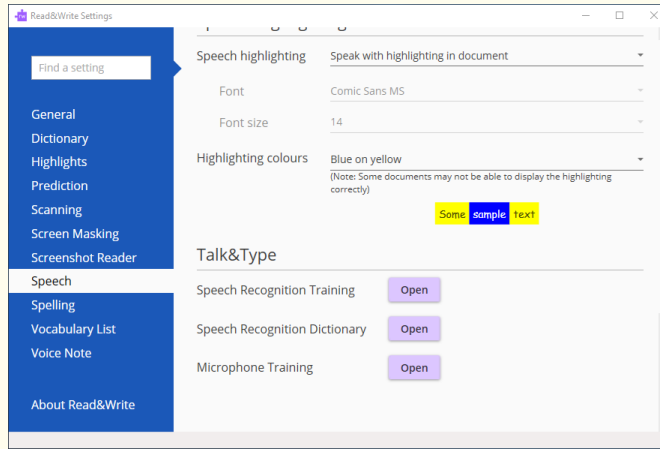 Read&Write Settings
Find a setting
General
Dictionary
Highlights
Prediction
Scanning
Screen Masking
Screenshot Reader
Speech
Spelling
Vocabulary List
Voice Note
About Read&Write
Speech highlighting
Speak with highlighting in document
Font
Comic Sans MS
Font size
14
Highlighting colours
Blue on yellow
(Note: Some documents may not be able to display the highlighting
correctly)
Some sample text
Talk&Type
Speech Recognition Training
Open
Speech Recognition Dictionary
Open
Microphone Training
Open